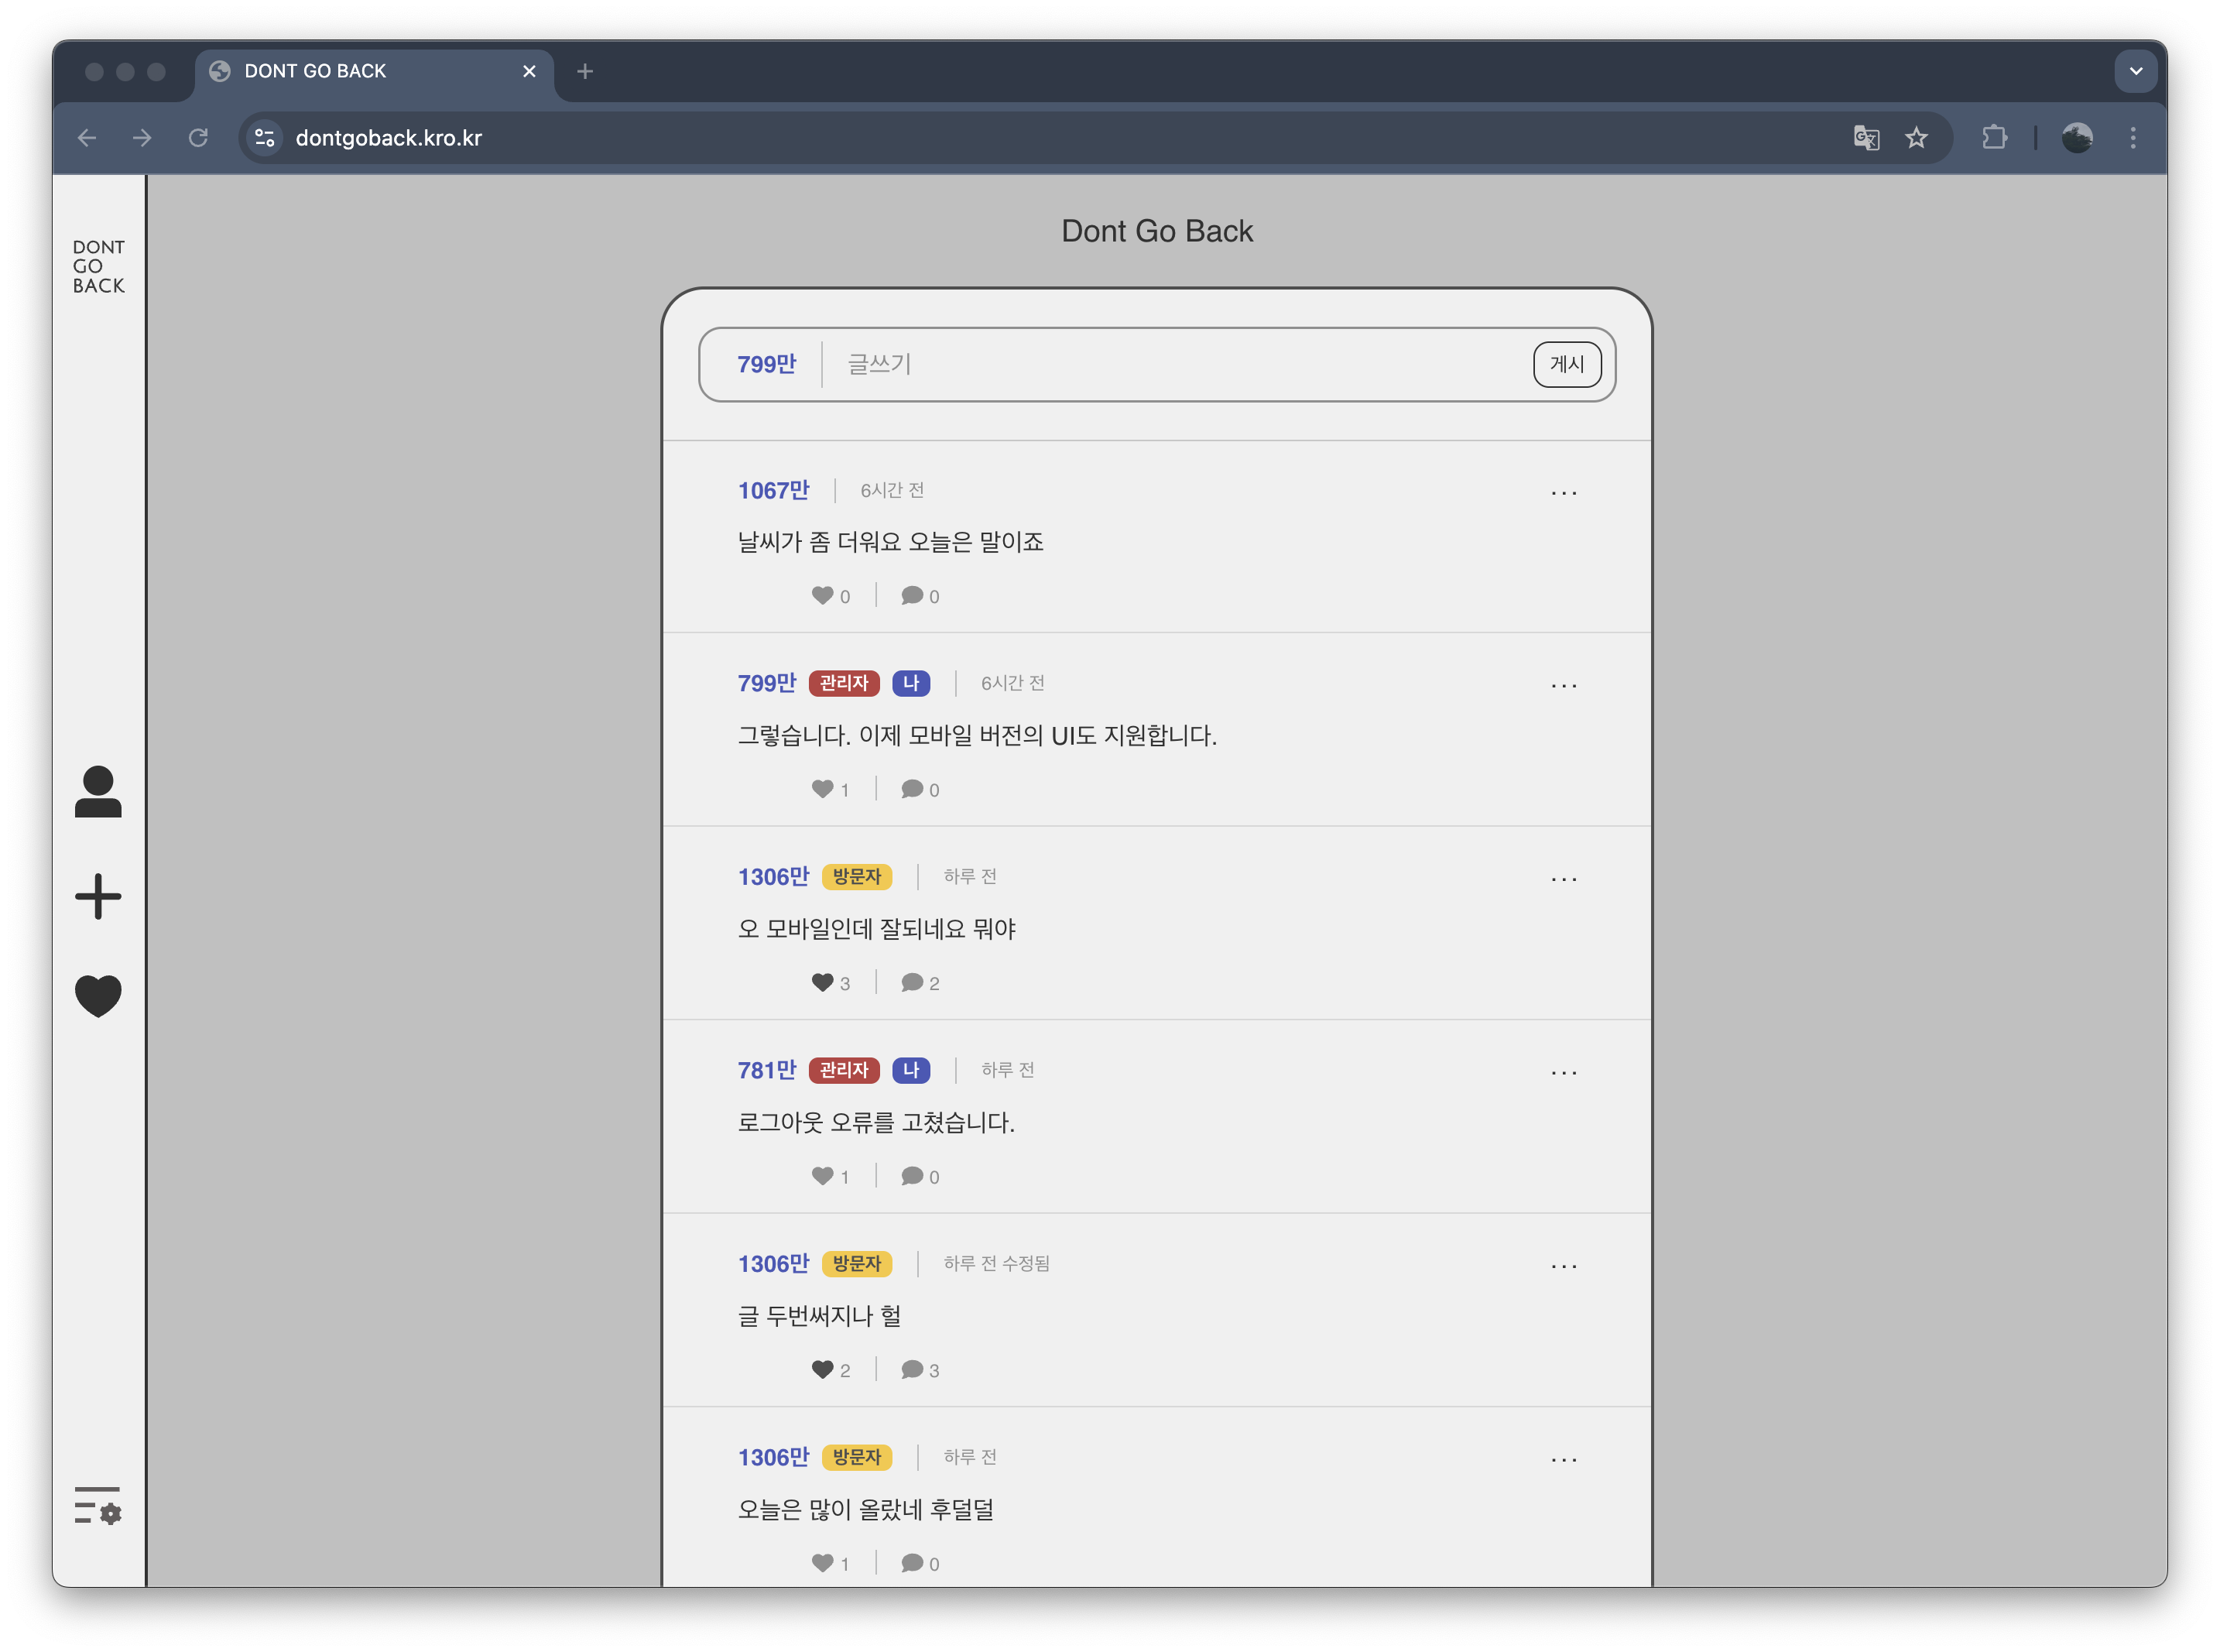 DONT GO BACK
dontgoback.kro.kr
DONT
GO
BACK
Dont Go Back
799만 글쓰기 게시
1067만 6시간 전 ...
날씨가 좀 더워요 오늘은 말이죠
0 0
799만 관리자 나 6시간 전 ...
그렇습니다. 이제 모바일 버전의 UI도 지원합니다.
1 0
1306만 방문자 하루 전 ...
오 모바일인데 잘되네요 뭐야
3 2
781만 관리자 나 하루 전 ...
로그아웃 오류를 고쳤습니다.
1 0
1306만 방문자 하루 전 수정됨 ...
글 두번써지나 헐
2 3
1306만 방문자 하루 전 ...
오늘은 많이 올랐네 후덜덜
1 0